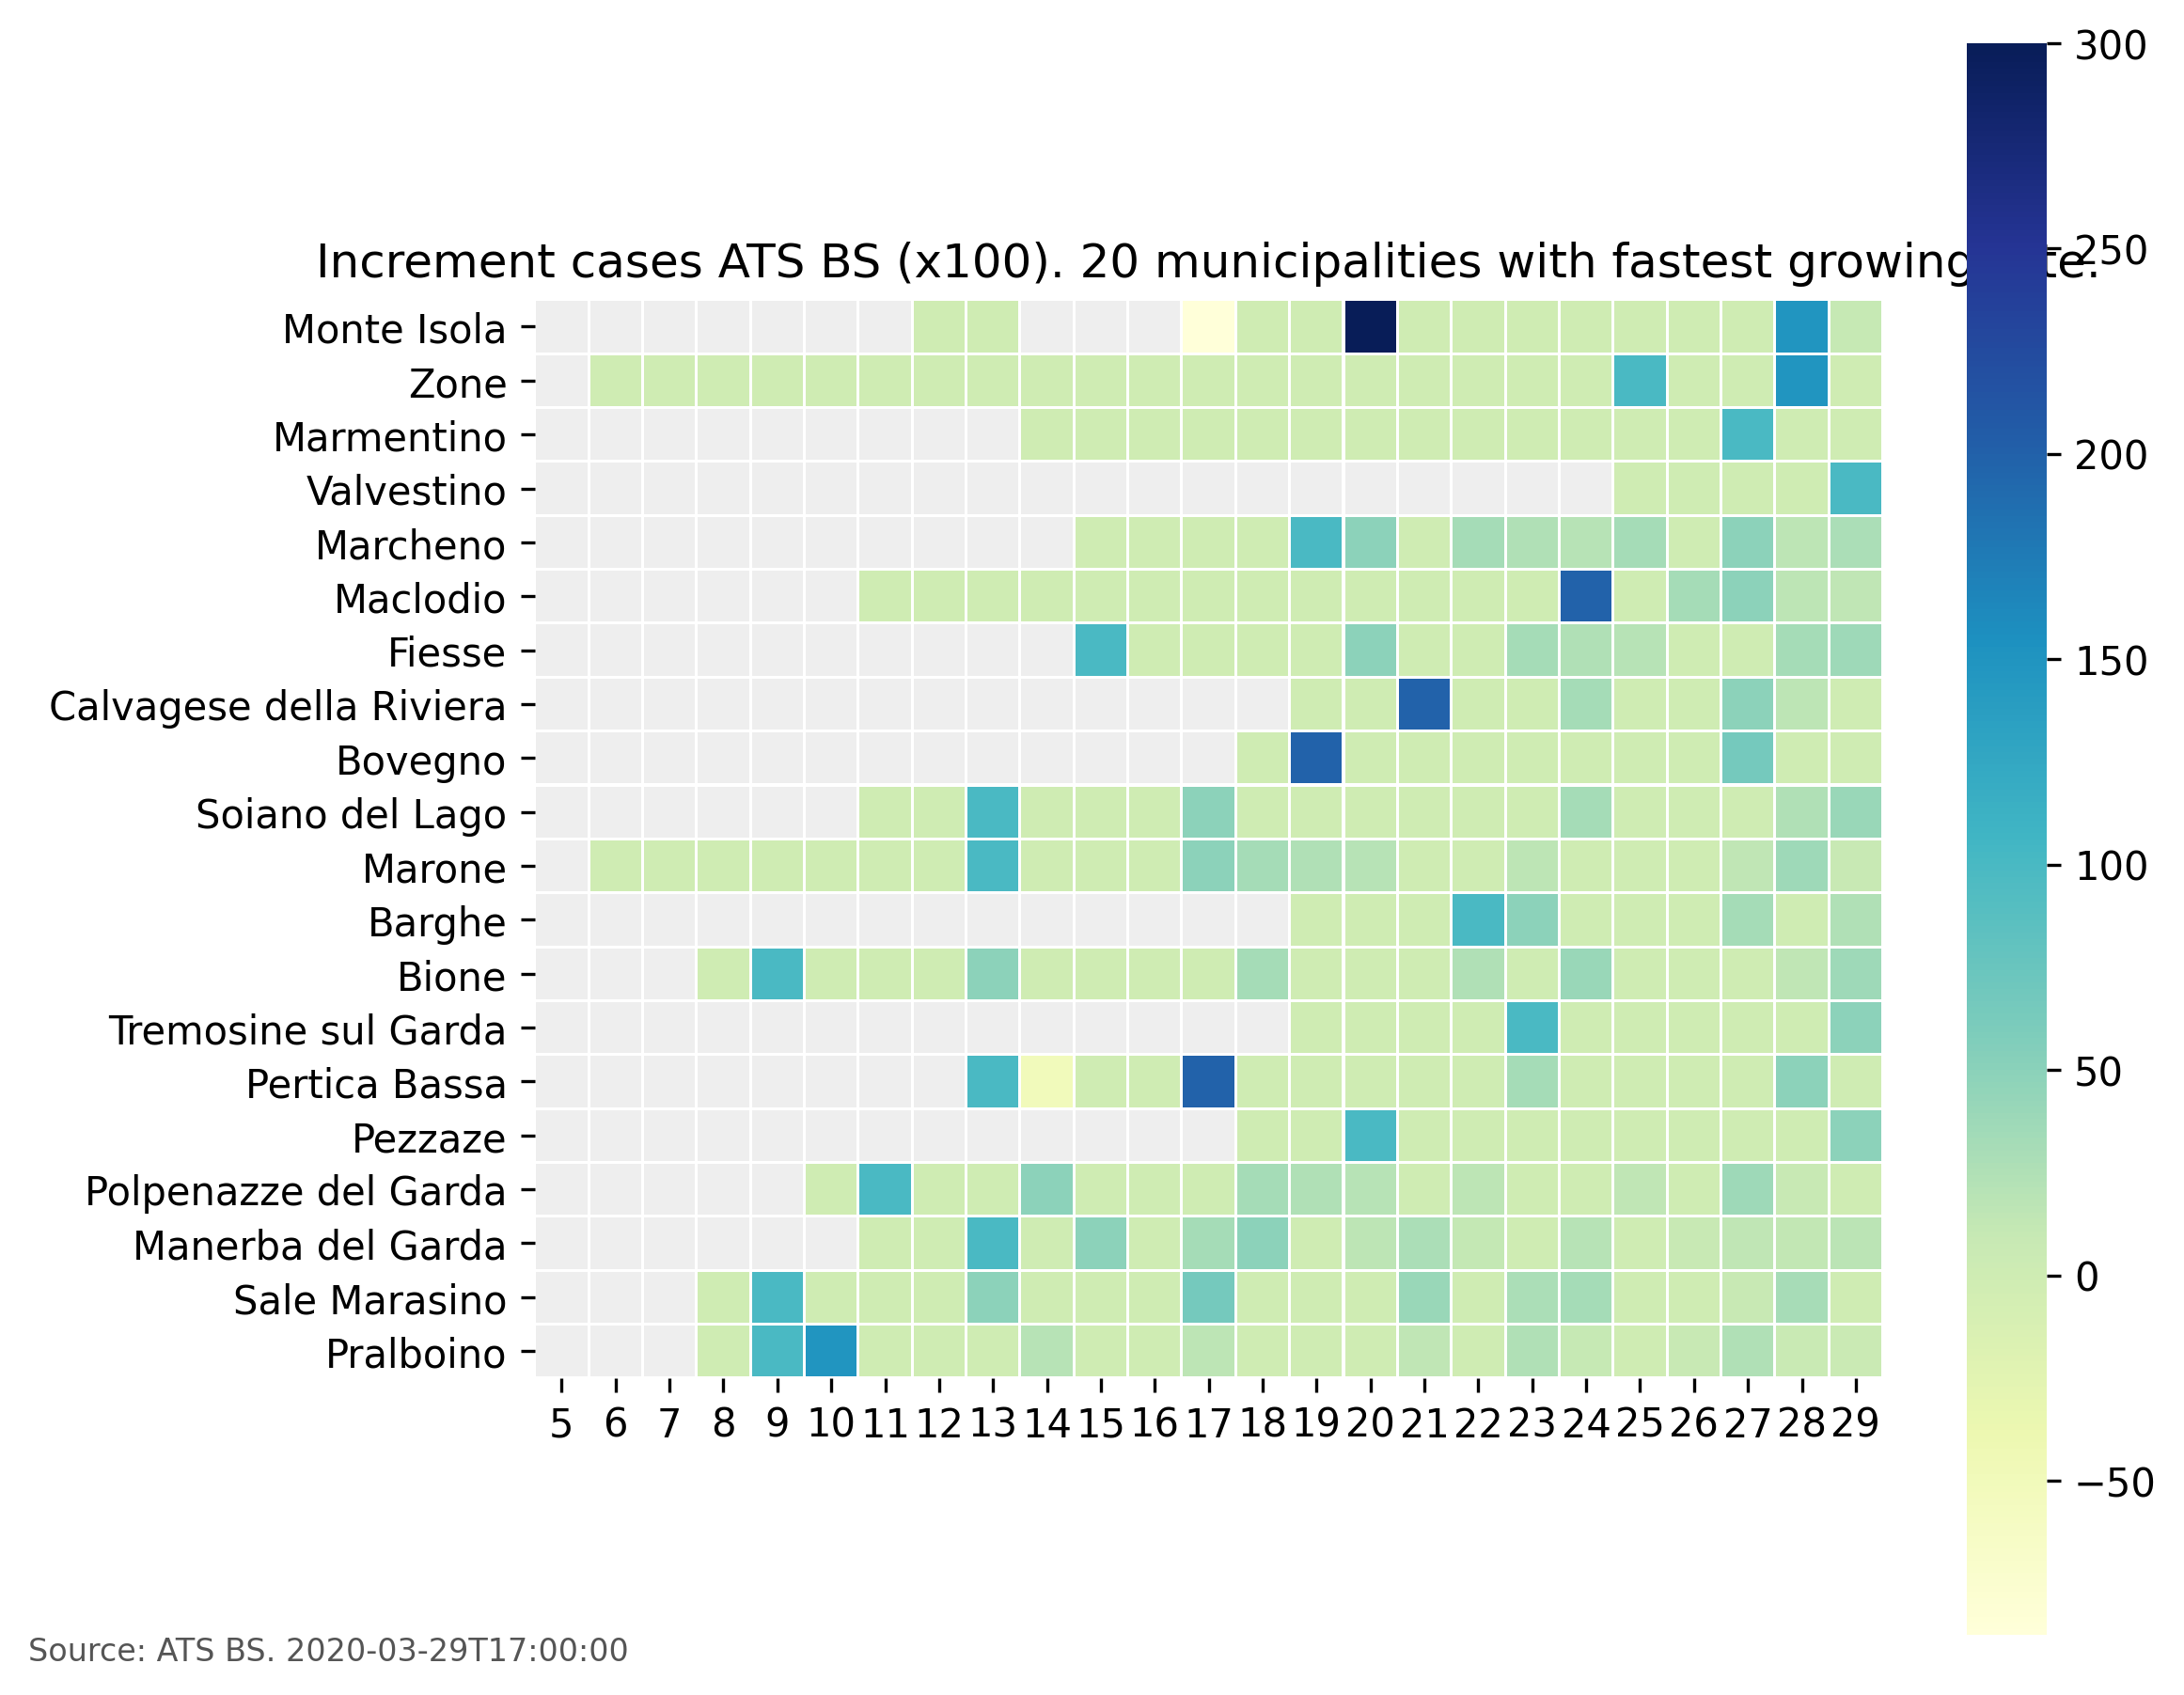 Increment cases ATS BS (x100). 20 municipalities with fastest growing
Monte Isola
Zone
Marmentino
Valvestino
Marcheno
Maclodio
Fiesse
Calvagese della Riviera
Bovegno
Soiano del Lago
Marone
Barghe
Bione
Tremosine sul Garda
Pertica Bassa
Pezzaze
Polpenazze del Garda
Manerba del Garda
Sale Marasino
Pralboino
5 6 7 8 9 10 11 12 13 14 15 16 17 18 19 20 21 22 23 24 25 26 27 28 29
300
250
200
150
100
50
0
−50
Source: ATS BS. 2020-03-29T17:00:00